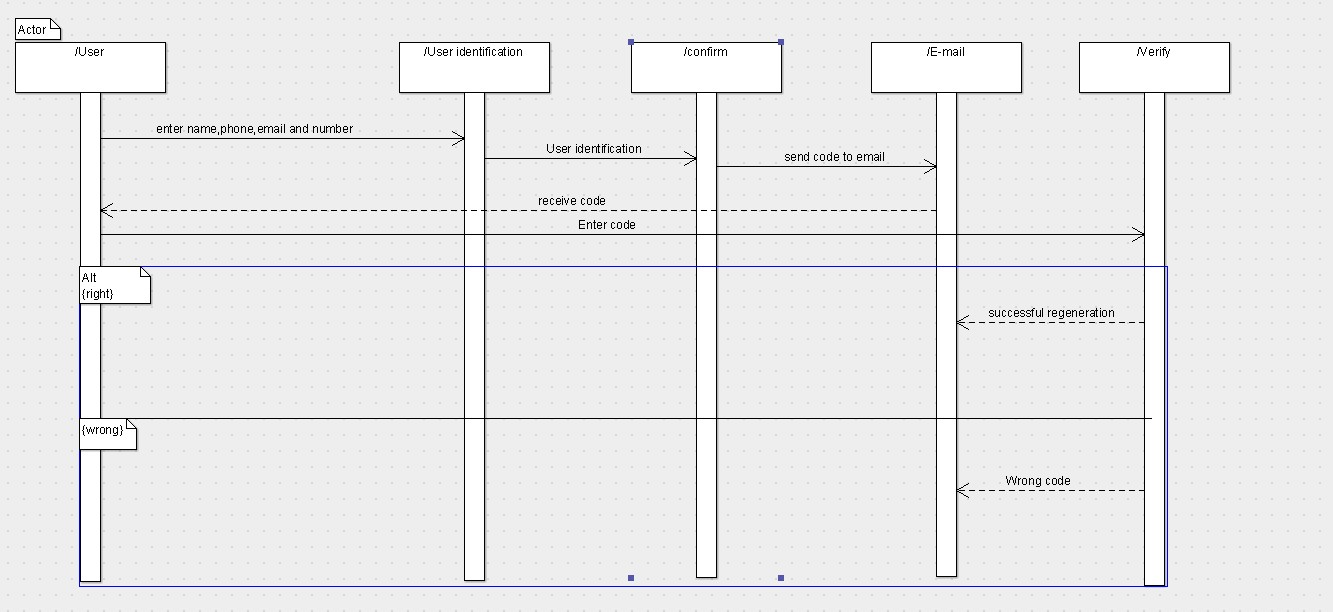 Actor
/User
/User identification
/confirm
/E-mail
/Verify
enter name,phone,email and number
User identification
send code to email
receive code
Enter code
Alt
{right}
successful regeneration
{wrong}
Wrong code